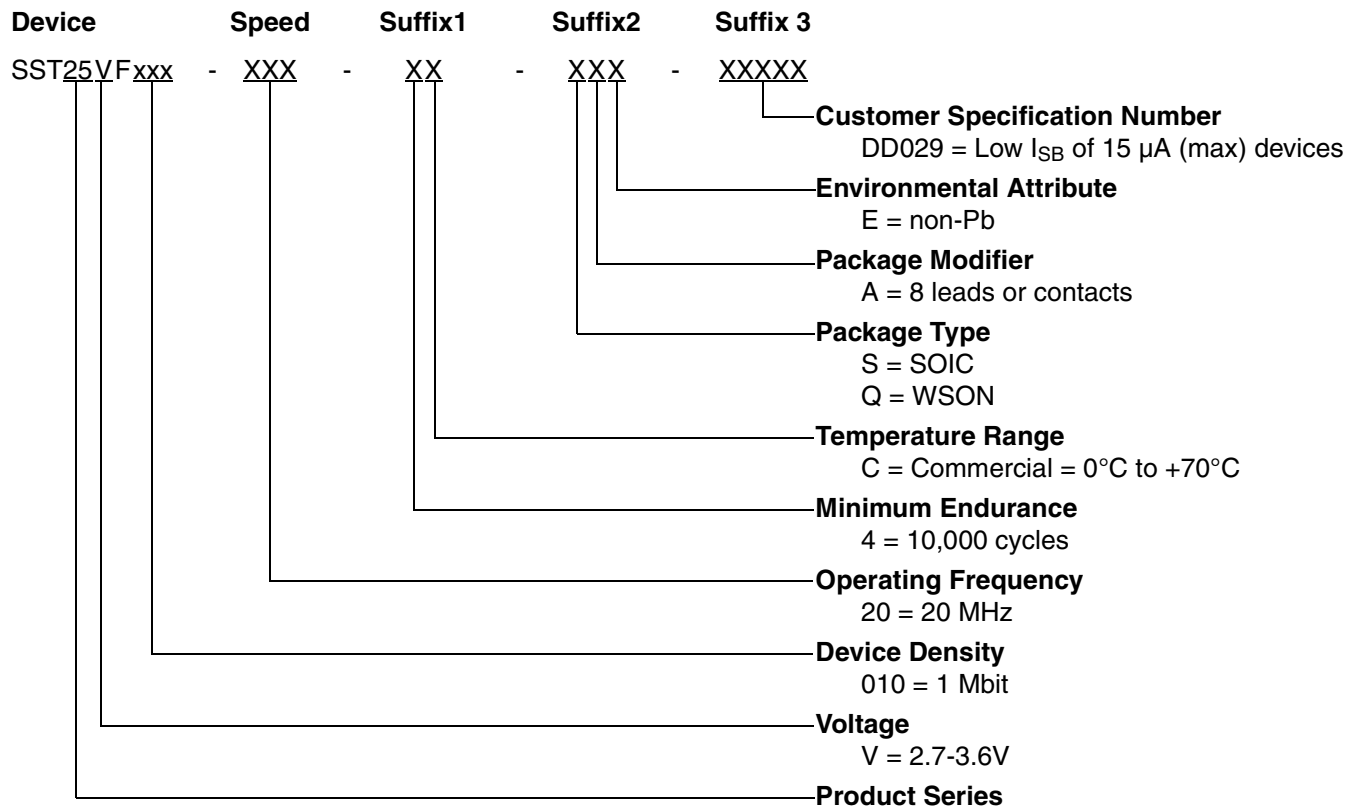 Device Speed Suffix1 Suffix2 Suffix 3
SST25VFxxx - XXX - XX - XXX - XXXXX
Customer Specification Number
DD029 = Low ISB of 15 µA (max) devices
Environmental Attribute
E = non-Pb
Package Modifier
A = 8 leads or contacts
Package Type
S = SOIC
Q = WSON
Temperature Range
C = Commercial = 0°C to +70°C
Minimum Endurance
4 = 10,000 cycles
Operating Frequency
20 = 20 MHz
Device Density
010 = 1 Mbit
Voltage
V = 2.7-3.6V
Product Series